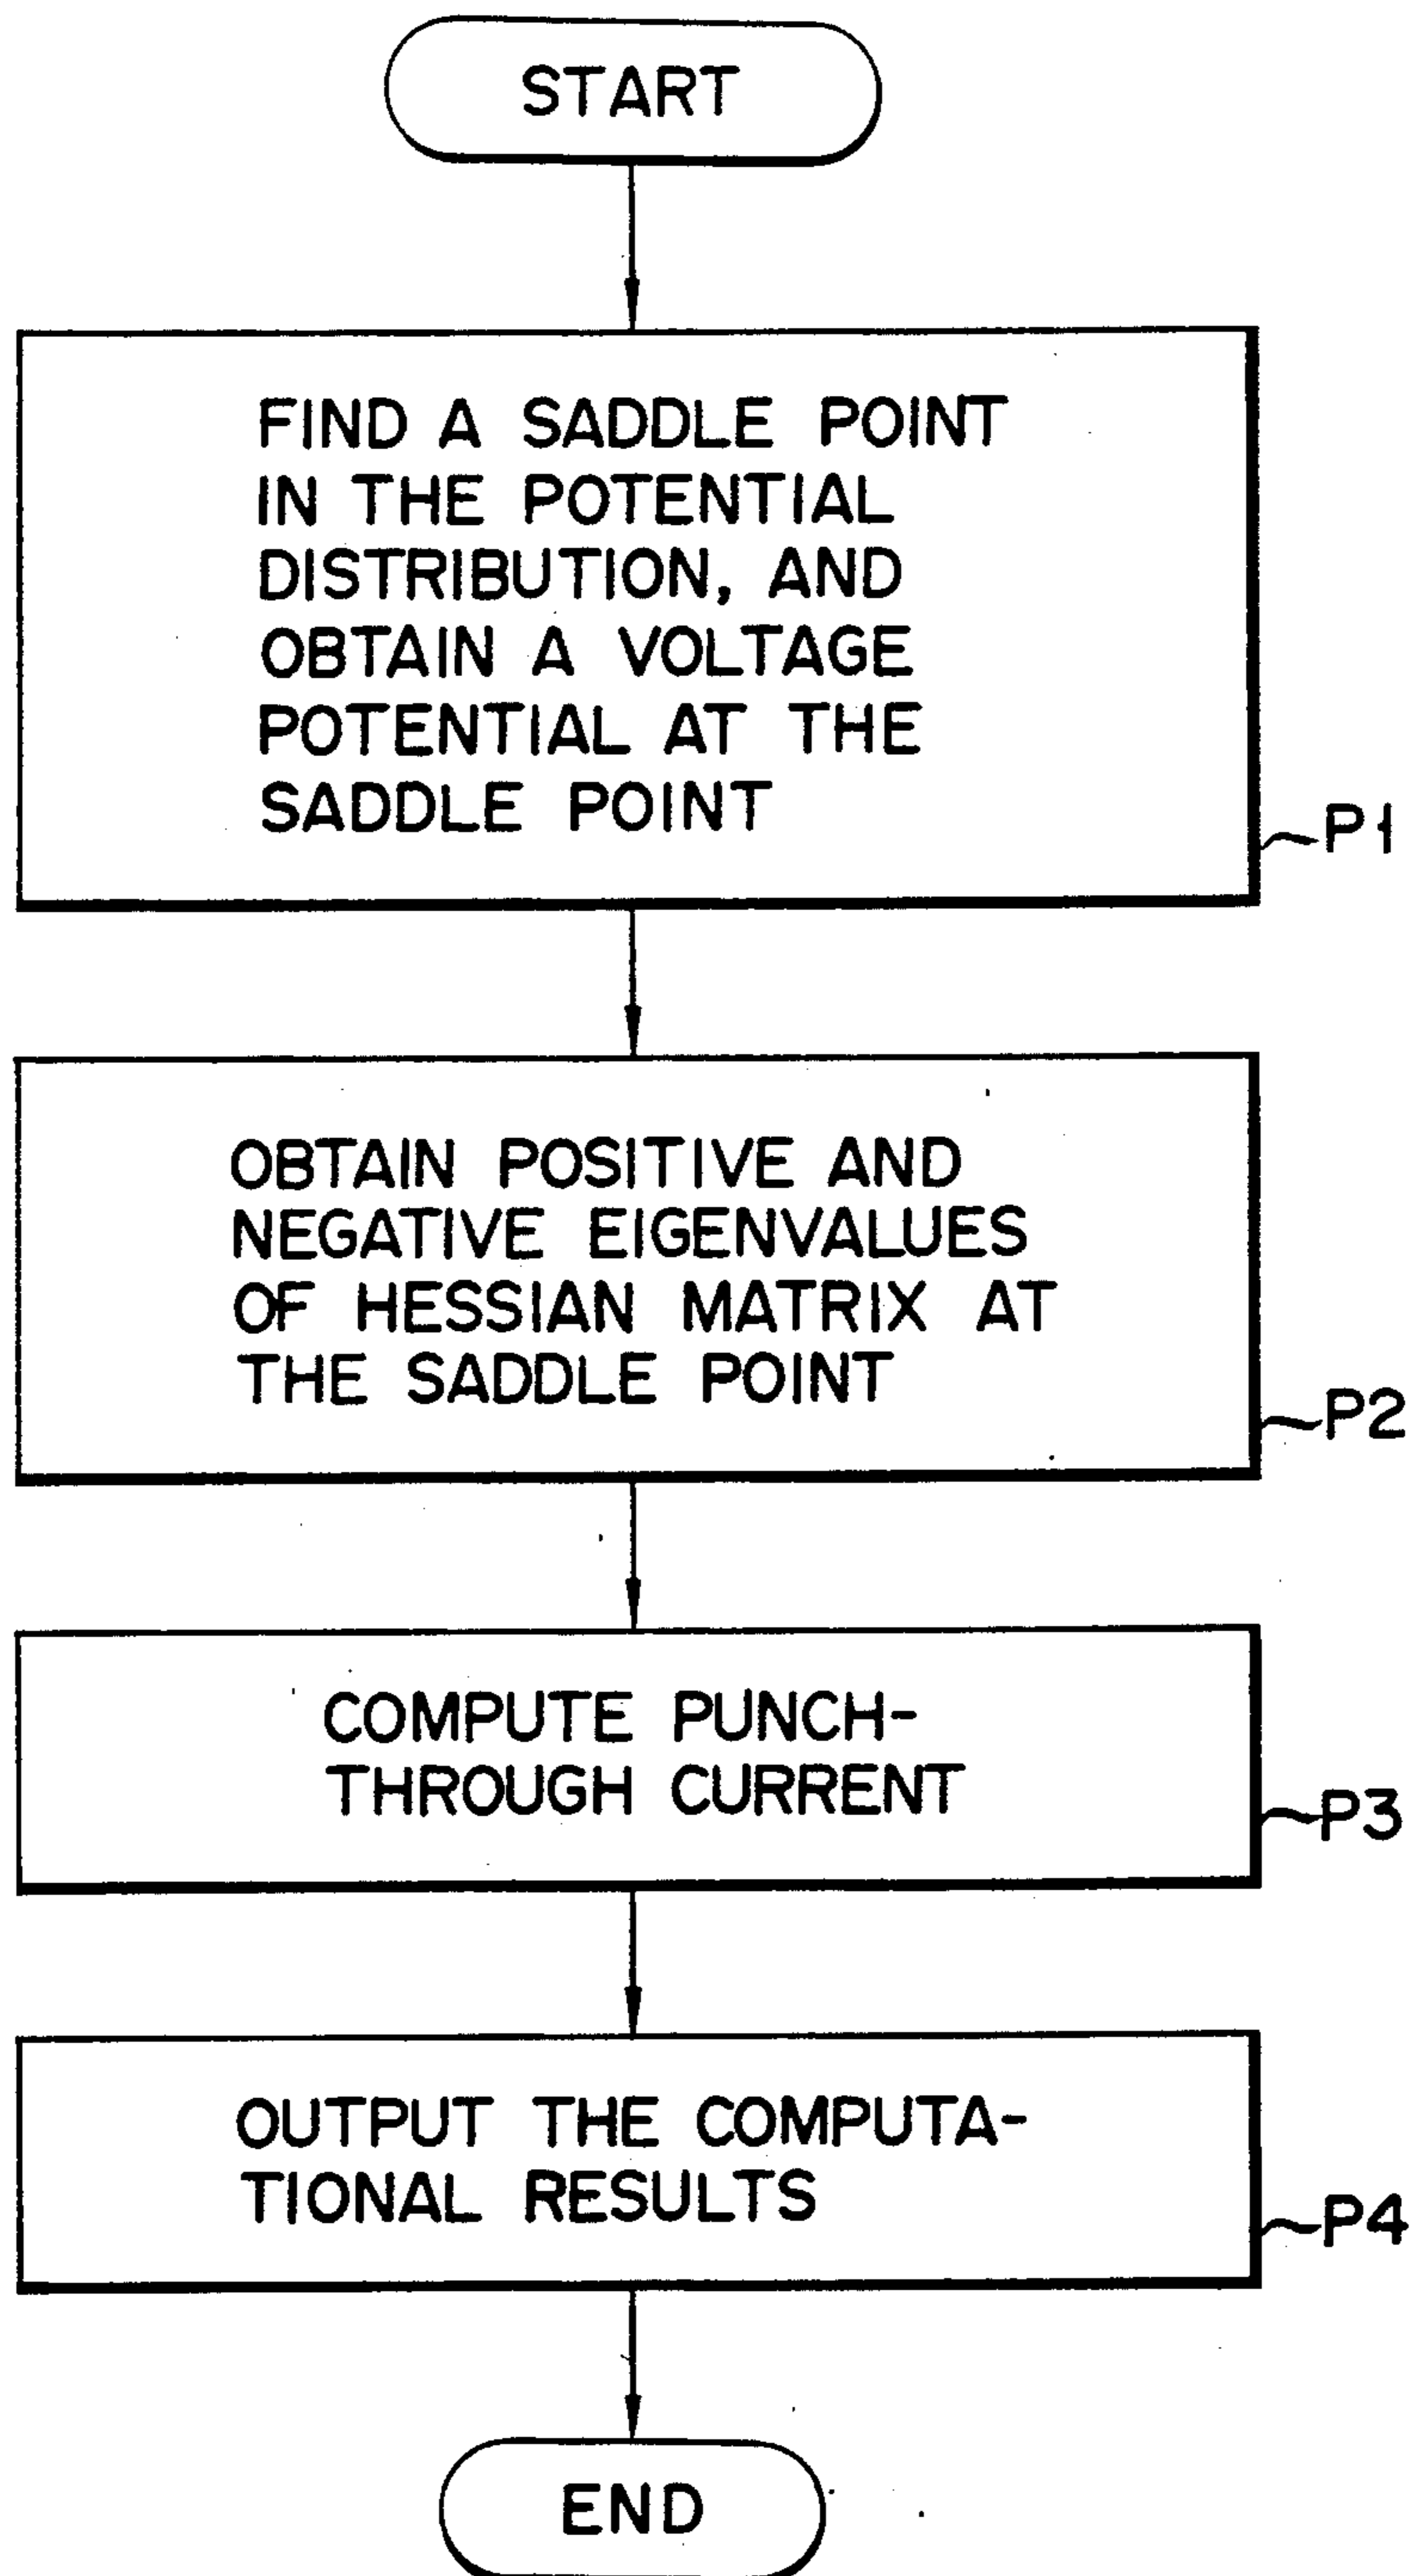 START
FIND A SADDLE POINT
IN THE POTENTIAL
DISTRIBUTION, AND
OBTAIN A VOLTAGE
POTENTIAL AT THE
SADDLE POINT
P1
OBTAIN POSITIVE AND
NEGATIVE EIGENVALUES
OF HESSIAN MATRIX AT
THE SADDLE POINT
P2
COMPUTE PUNCH-
THROUGH CURRENT
P3
OUTPUT THE COMPUTA-
TIONAL RESULTS
P4
END